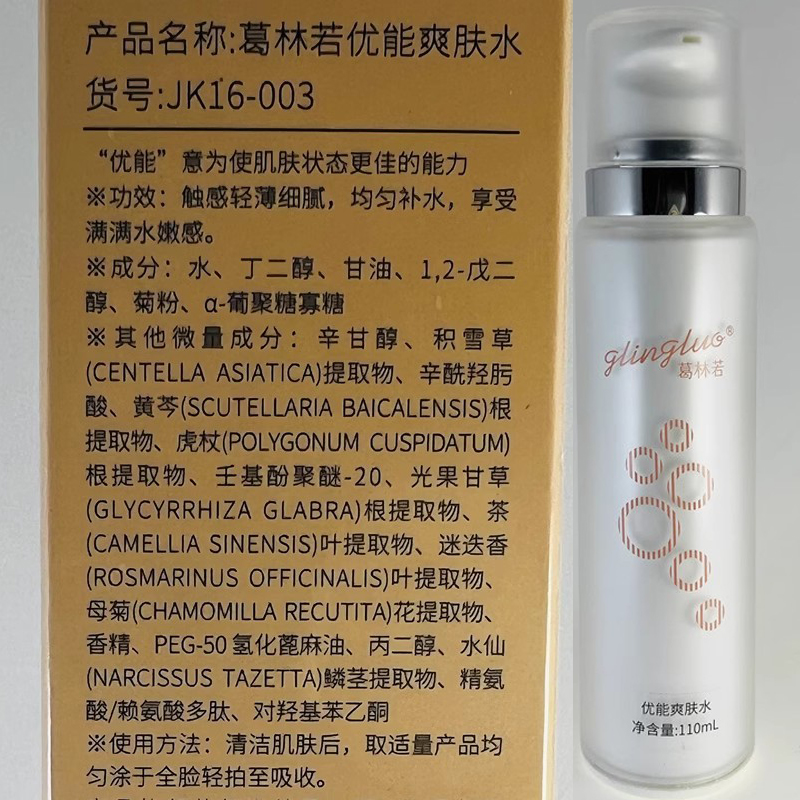 产品名称:葛林若优能爽肤水
货号:JK16-003
“优能”意为使肌肤状态更佳的能力
※功效：触感轻薄细腻，均匀补水，享受
满满水嫩感。
※成分：水、丁二醇、甘油、1,2-戊二
醇、菊粉、α-葡聚糖寡糖
※其他微量成分：辛甘醇、积雪草
(CENTELLA ASIATICA)提取物、辛酰羟肟
酸、黄芩(SCUTELLARIA BAICALENSIS)根
提取物、虎杖(POLYGONUM CUSPIDATUM)
根提取物、壬基酚聚醚-20、光果甘草
(GLYCYRRHIZA GLABRA)根提取物、茶
(CAMELLIA SINENSIS)叶提取物、迷迭香
(ROSMARINUS OFFICINALIS)叶提取物、
母菊(CHAMOMILLA RECUTITA)花提取物、
香精、PEG-50氢化蓖麻油、丙二醇、水仙
(NARCISSUS TAZETTA)鳞茎提取物、精氨
酸/赖氨酸多肽、对羟基苯乙酮
※使用方法：清洁肌肤后，取适量产品均
匀涂于全脸轻拍至吸收。
glingluo®
葛林若
优能爽肤水
净含量:110mL